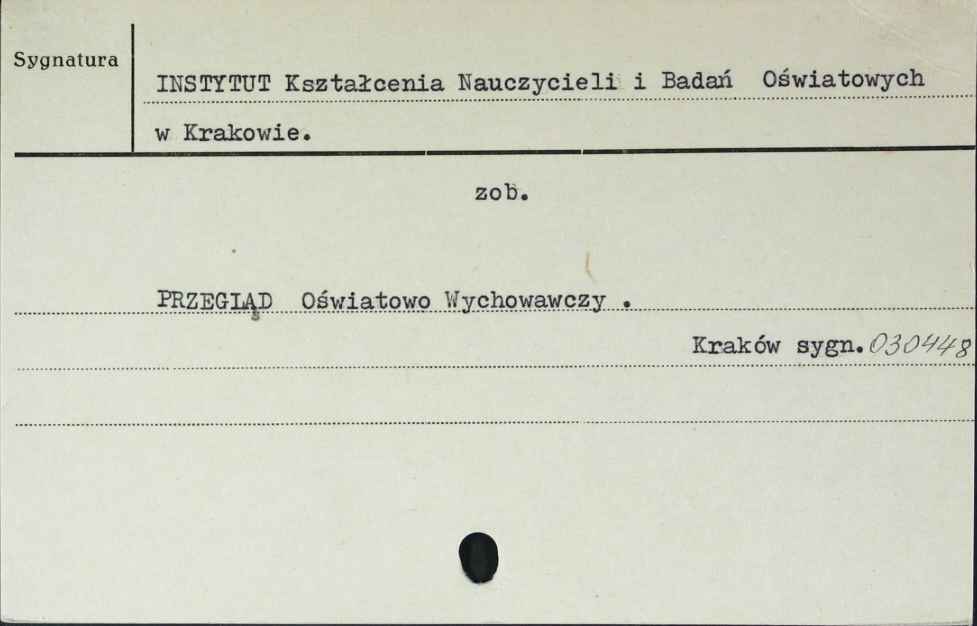 Sygnatura
INSTYTUT Kształcenia Nauczycieli i Badań Oświatowych
w Krakowie.
zob.
PRZEGLĄD Oświatowo Wychowawczy .
Kraków sygn. 030448